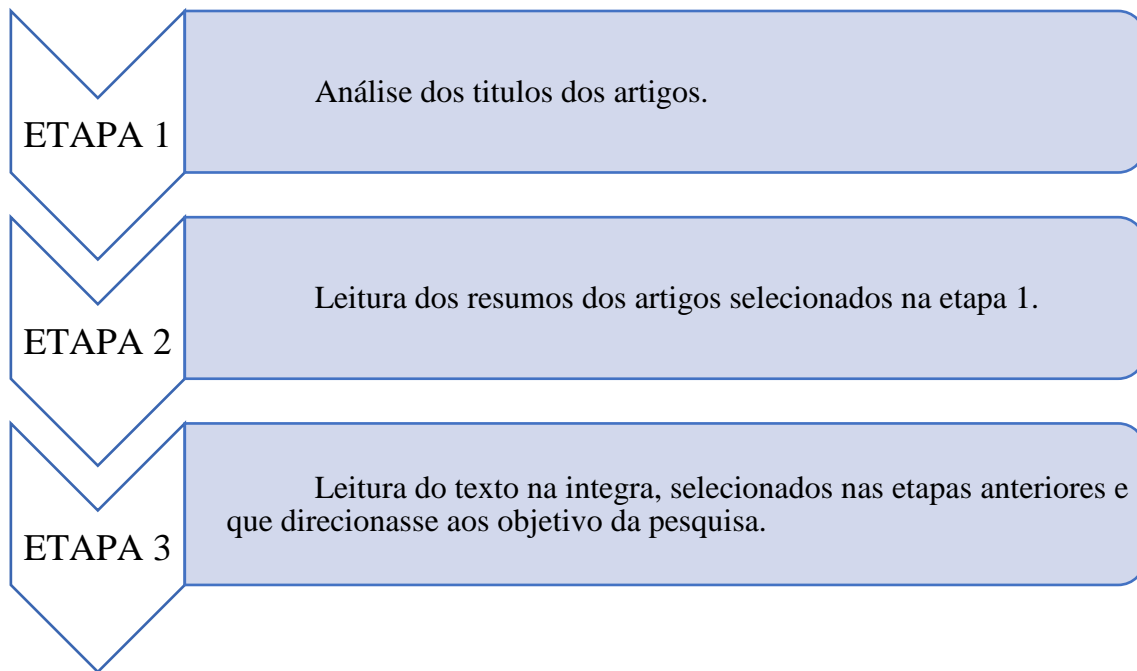 ETAPA 1
Análise dos titulos dos artigos.
ETAPA 2
Leitura dos resumos dos artigos selecionados na etapa 1.
ETAPA 3
Leitura do texto na integra, selecionados nas etapas anteriores e
que direcionasse aos objetivo da pesquisa.